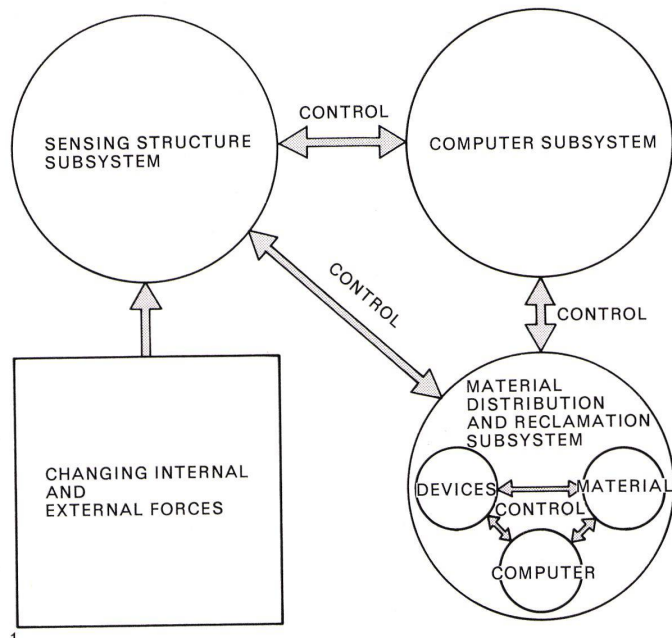 CONTROL
SENSING STRUCTURE
SUBSYSTEM
COMPUTER SUBSYSTEM
CONTROL
CONTROL
MATERIAL
DISTRIBUTION
AND RECLAMATION
SUBSYSTEM
CHANGING INTERNAL
AND
EXTERNAL FORCES
DEVICES
MATERIAL
CONTROL
COMPUTER
1